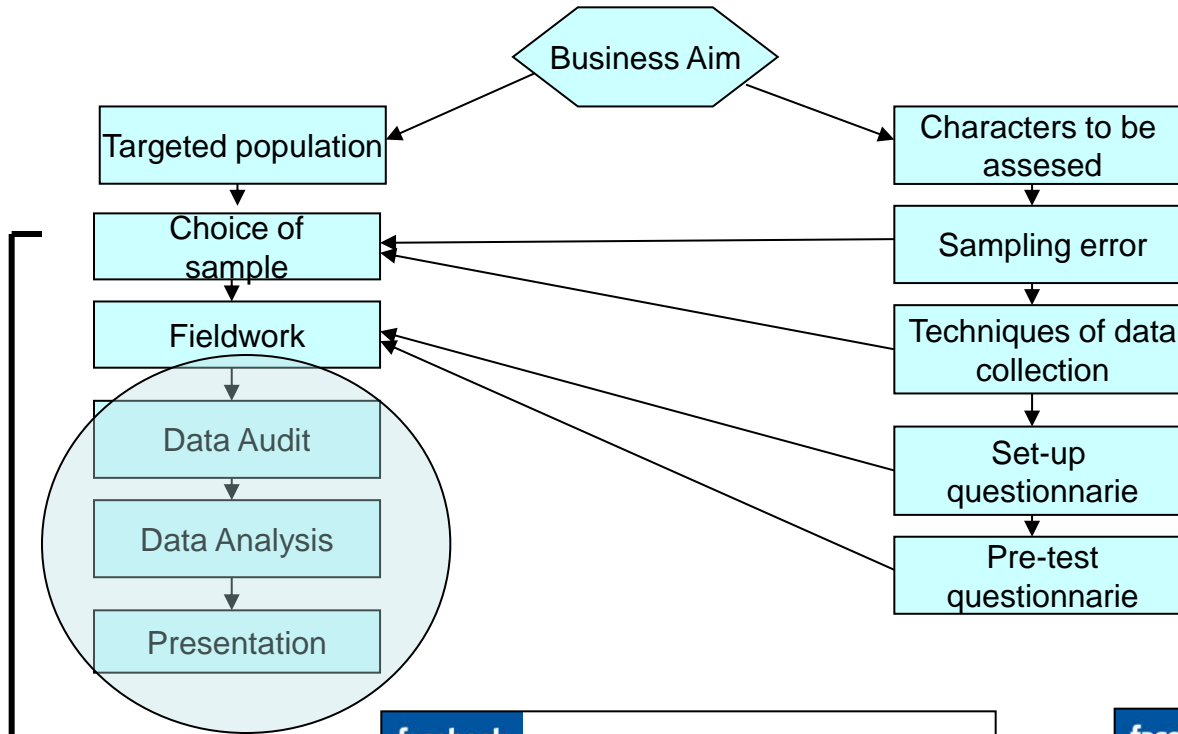 Business Aim
Targeted population
Characters to be
assesed
Choice of
sample
Sampling error
Fieldwork
Techniques of data
collection
Data Audit
Set-up
questionnarie
Data Analysis
Pre-test
questionnarie
Presentation